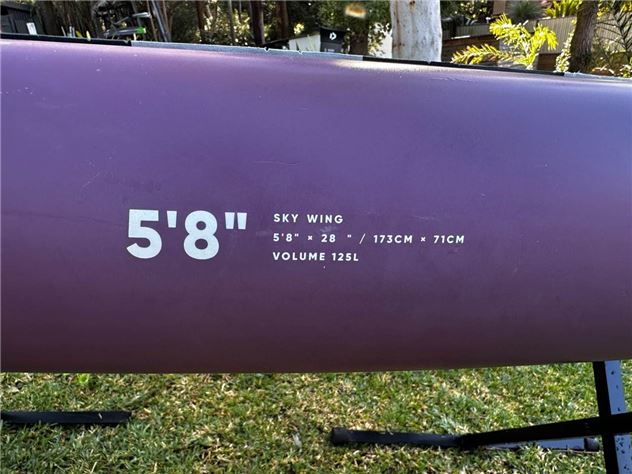 5'8"
SKY WING
5'8" × 28 " / 173CM × 71CM
VOLUME 125L